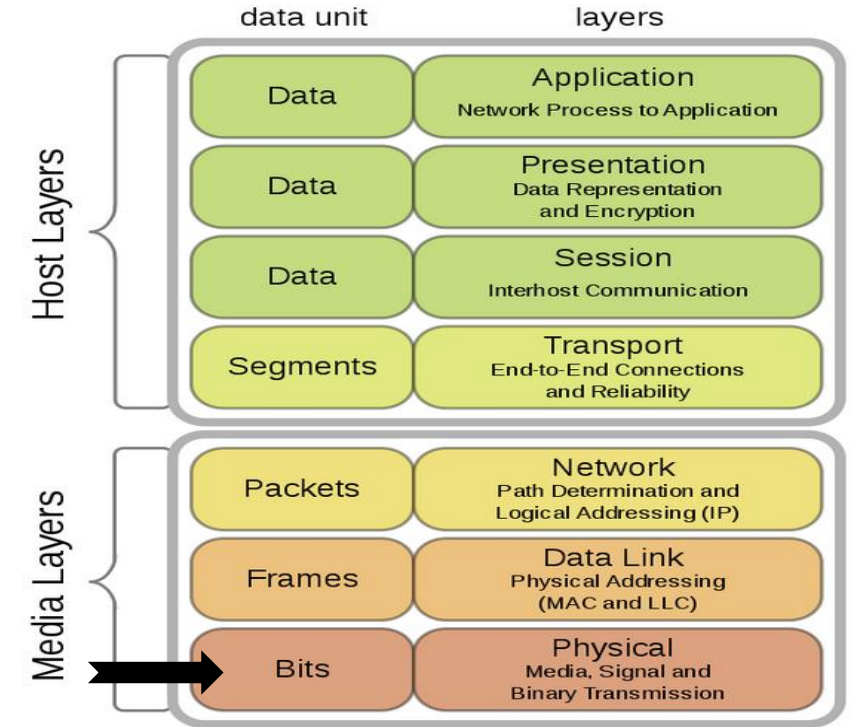 data unit layers
Host Layers
Data
Application
Network Process to Application
Data
Presentation
Data Representation
and Encryption
Data
Session
Interhost Communication
Segments
Transport
End-to-End Connections
and Reliability
Media Layers
Packets
Network
Path Determination and
Logical Addressing (IP)
Frames
Data Link
Physical Addressing
(MAC and LLC)
Bits
Physical
Media, Signal and
Binary Transmission